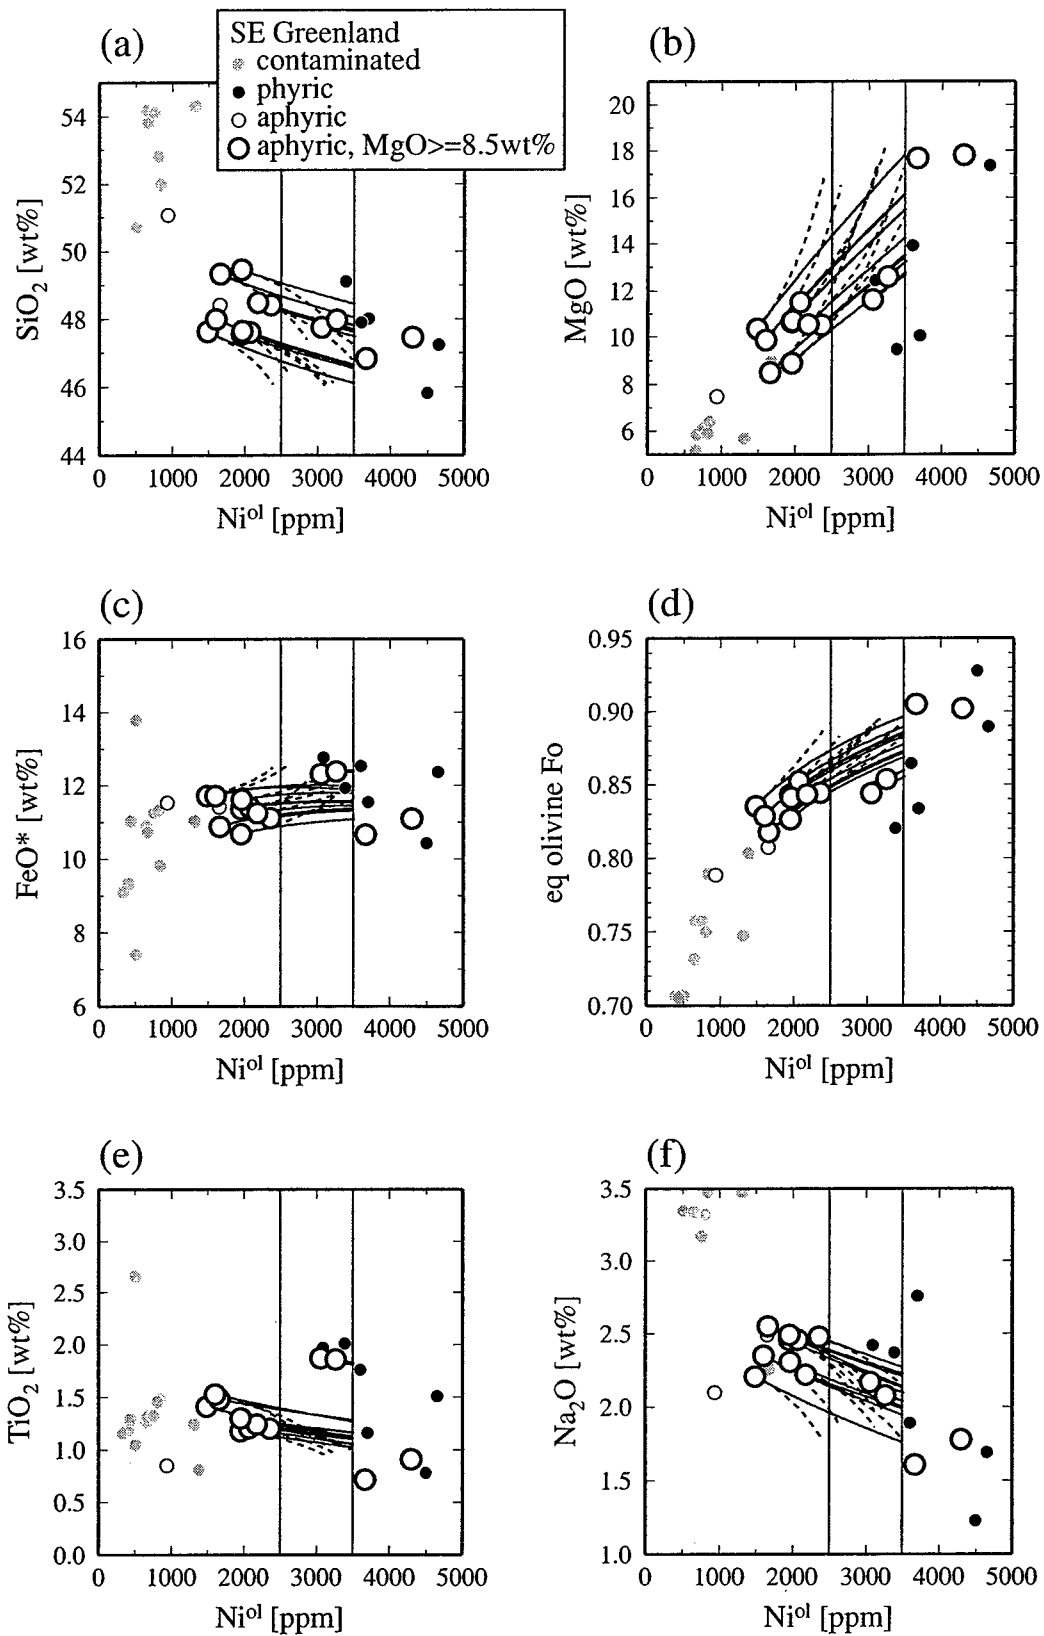 (a)
SE Greenland
contaminated
phyric
aphyric
aphyric, MgO>=8.5wt%
54
52
50
48
46
44
SiO2 [wt%]
0 1000 2000 3000 4000 5000
Ni^ol [ppm]
(b)
20
18
16
14
12
10
8
6
MgO [wt%]
0 1000 2000 3000 4000 5000
Ni^ol [ppm]
(c)
16
14
12
10
8
6
FeO* [wt%]
0 1000 2000 3000 4000 5000
Ni^ol [ppm]
(d)
0.95
0.90
0.85
0.80
0.75
0.70
eq olivine Fo
0 1000 2000 3000 4000 5000
Ni^ol [ppm]
(e)
3.5
3.0
2.5
2.0
1.5
1.0
0.5
0.0
TiO2 [wt%]
0 1000 2000 3000 4000 5000
Ni^ol [ppm]
(f)
3.5
3.0
2.5
2.0
1.5
1.0
Na2O [wt%]
0 1000 2000 3000 4000 5000
Ni^ol [ppm]